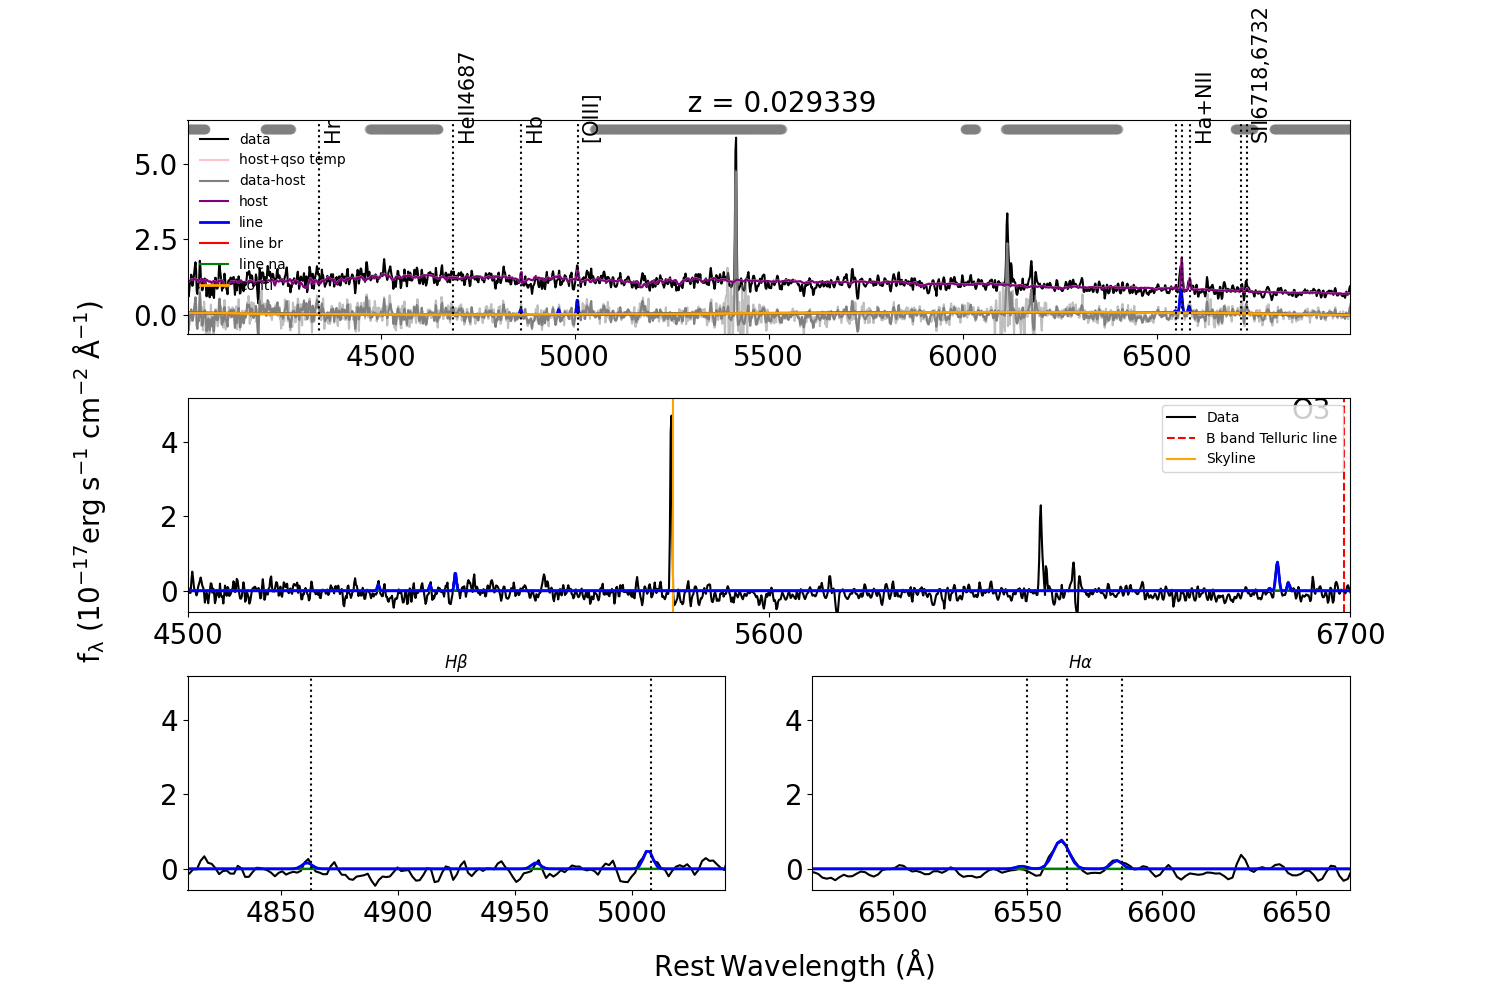 z = 0.029339
Hr
HeII4687
Hb
[OIII]
Ha+NII
SII6718,6732
data
host+qso temp
data-host
host
line
line br
line na
conti
5.0
2.5
0.0
4500 5000 5500 6000 6500
O3
Data
B band Telluric line
Skyline
4
2
0
4500 5600 6700
fλ (10−17erg s−1 cm−2 Å−1)
Hβ
4
2
0
4850 4900 4950 5000
Hα
4
2
0
6500 6550 6600 6650
Rest Wavelength (Å)